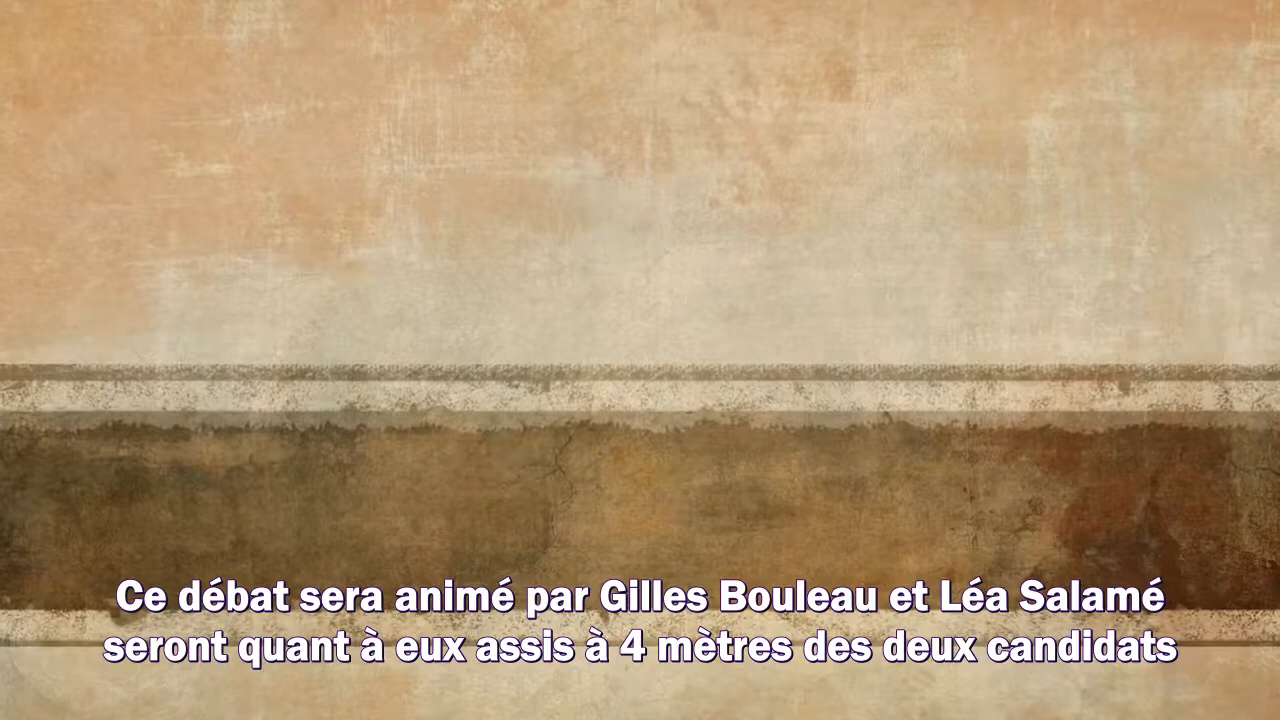 Ce débat sera animé par Gilles Bouleau et Léa Salamé
seront quant à eux assis à 4 mètres des deux candidats